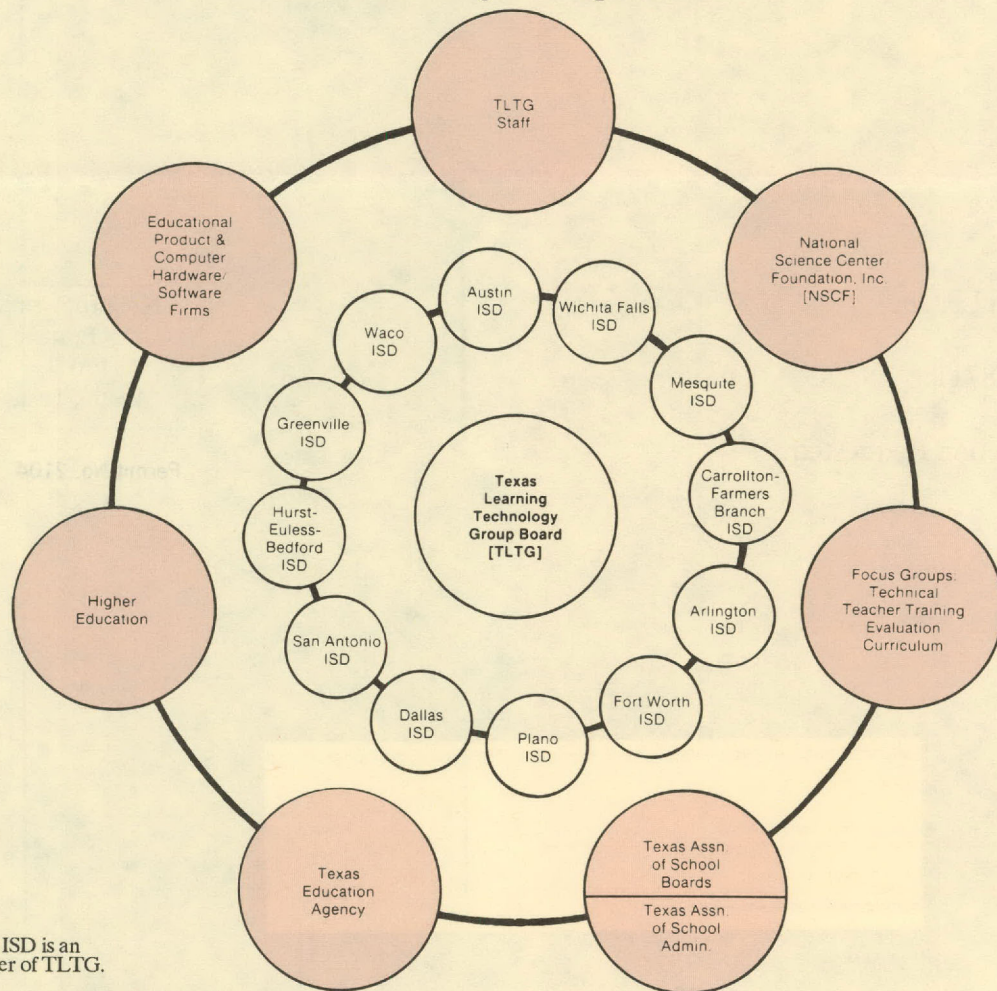 TLTG
Staff
Educational
Product &
Computer
Hardware/
Software
Firms
National
Science Center
Foundation, Inc.
[NSCF]
Austin
ISD
Wichita Falls
ISD
Waco
ISD
Mesquite
ISD
Greenville
ISD
Carrollton-
Farmers
Branch
ISD
Texas
Learning
Technology
Group Board
[TLTG]
Hurst-
Euless-
Bedford
ISD
Higher
Education
Focus Groups:
Technical
Teacher Training
Evaluation
Curriculum
Arlington
ISD
San Antonio
ISD
Fort Worth
ISD
Dallas
ISD
Plano
ISD
Texas
Education
Agency
Texas Assn.
of School
Boards
Texas Assn.
of School
Admin.
ISD is an
er of TLTG.
Permit No. 2104